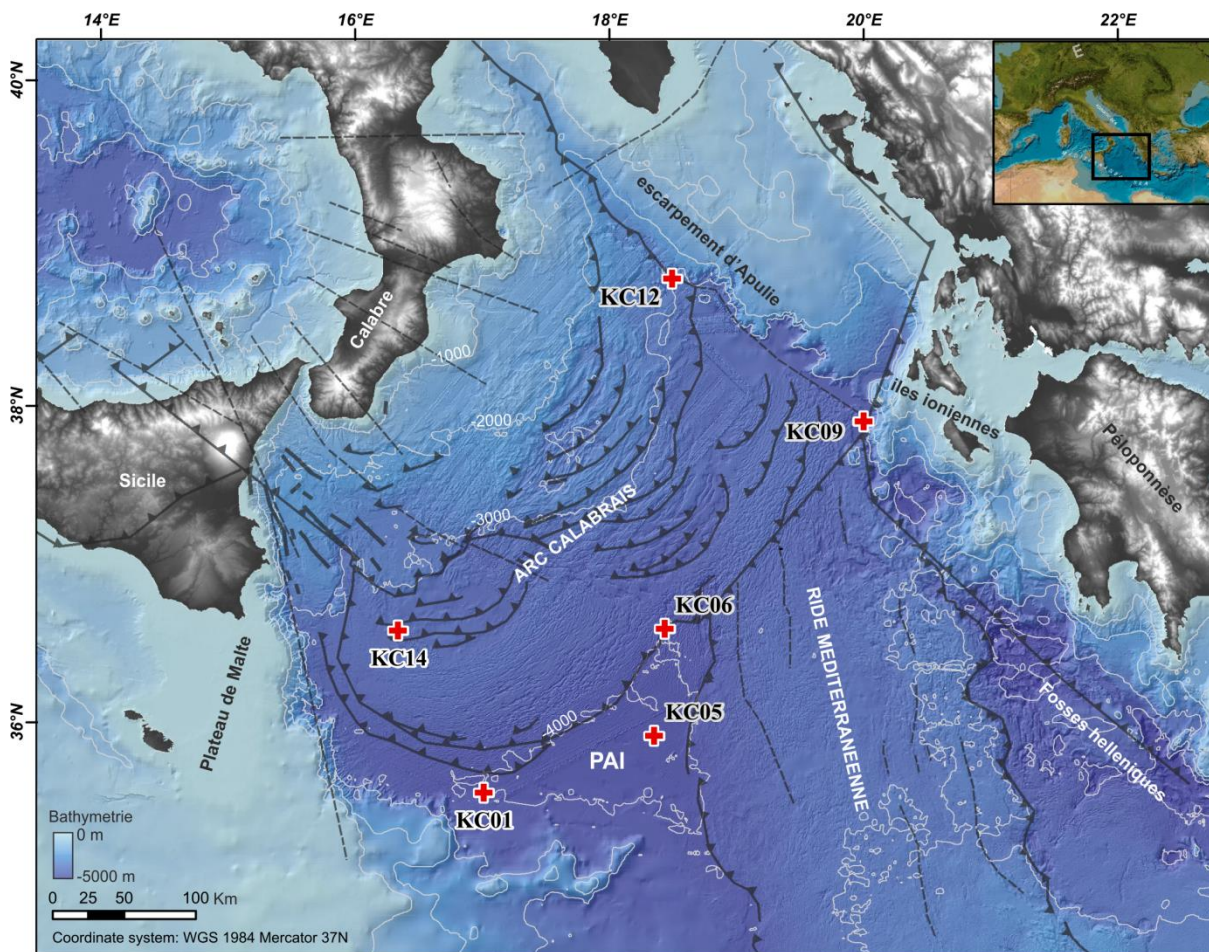 14°E
16°E
18°E
20°E
22°E
40°N
38°N
36°N
E
escarpement d'Apulie
KC12
Calabre
-1000
-2000
îles ioniennes
KC09
Péloponnèse
Sicile
-3000
ARC CALABRAIS
KC06
KC14
RIDE MEDITERRANEENNE
Plateau de Malte
-4000
KC05
PAI
Fosses helleniques
KC01
Bathymetrie
0 m
-5000 m
0 25 50 100 Km
Coordinate system: WGS 1984 Mercator 37N